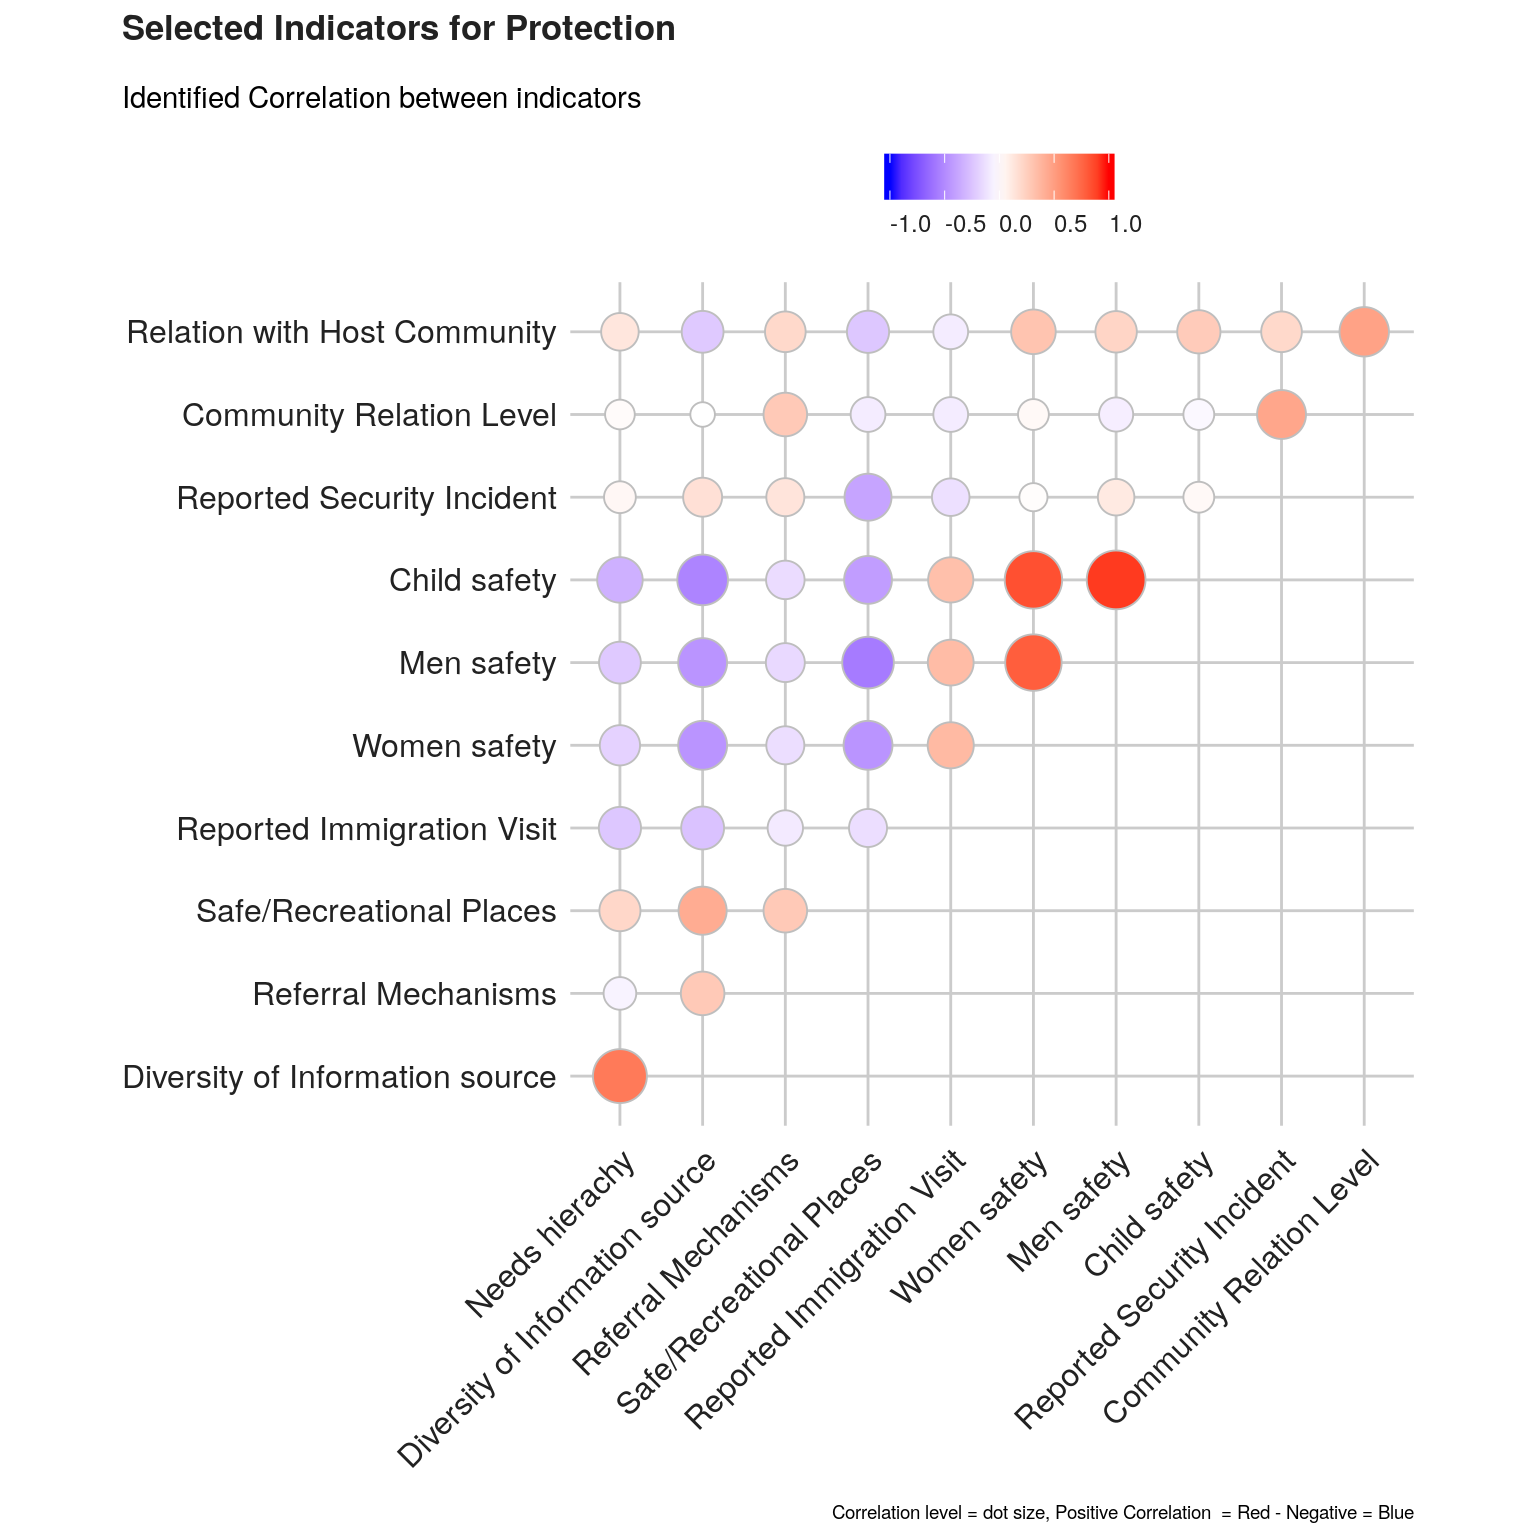 Selected Indicators for Protection
Identified Correlation between indicators
-1.0 -0.5 0.0 0.5 1.0
Relation with Host Community
Community Relation Level
Reported Security Incident
Child safety
Men safety
Women safety
Reported Immigration Visit
Safe/Recreational Places
Referral Mechanisms
Diversity of Information source
Needs hierachy
Diversity of Information source
Referral Mechanisms
Safe/Recreational Places
Reported Immigration Visit
Women safety
Men safety
Child safety
Reported Security Incident
Community Relation Level
Correlation level = dot size, Positive Correlation  = Red - Negative = Blue